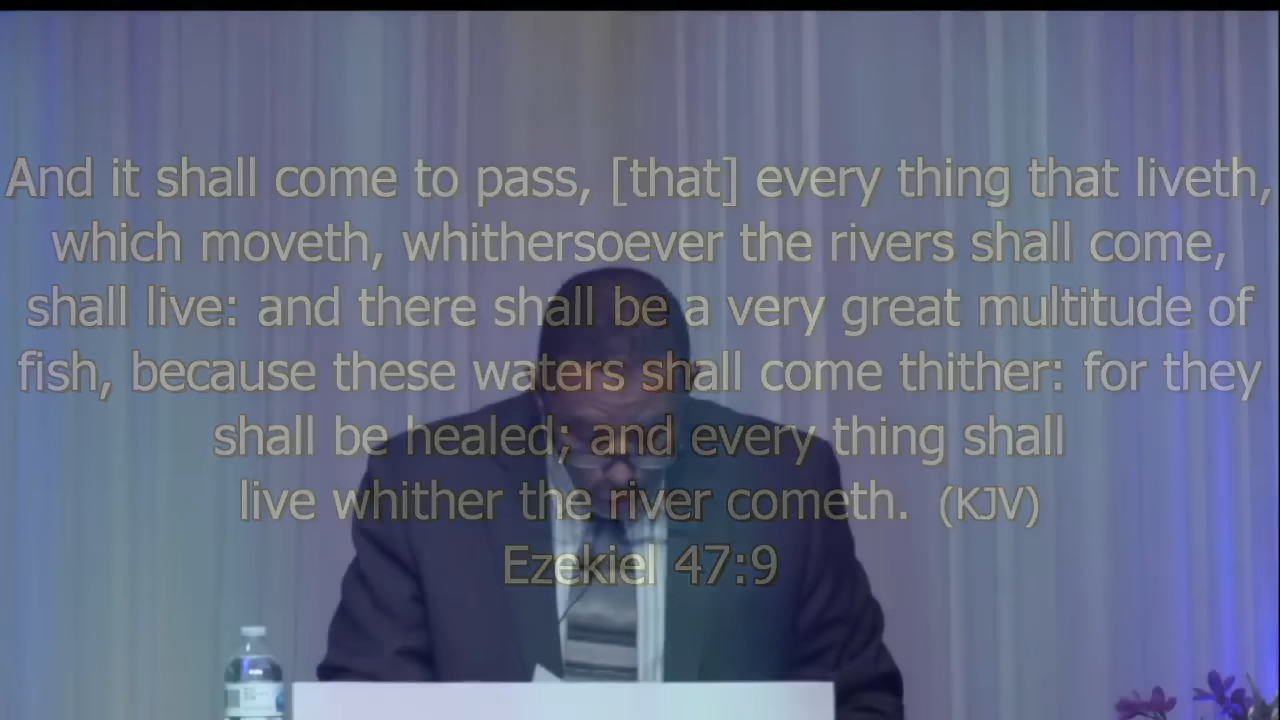 And it shall come to pass, [that] every thing that liveth,
which moveth, whithersoever the rivers shall come,
shall live: and there shall be a very great multitude of
fish, because these waters shall come thither: for they
shall be healed; and every thing shall
live whither the river cometh. (KJV)
Ezekiel 47:9